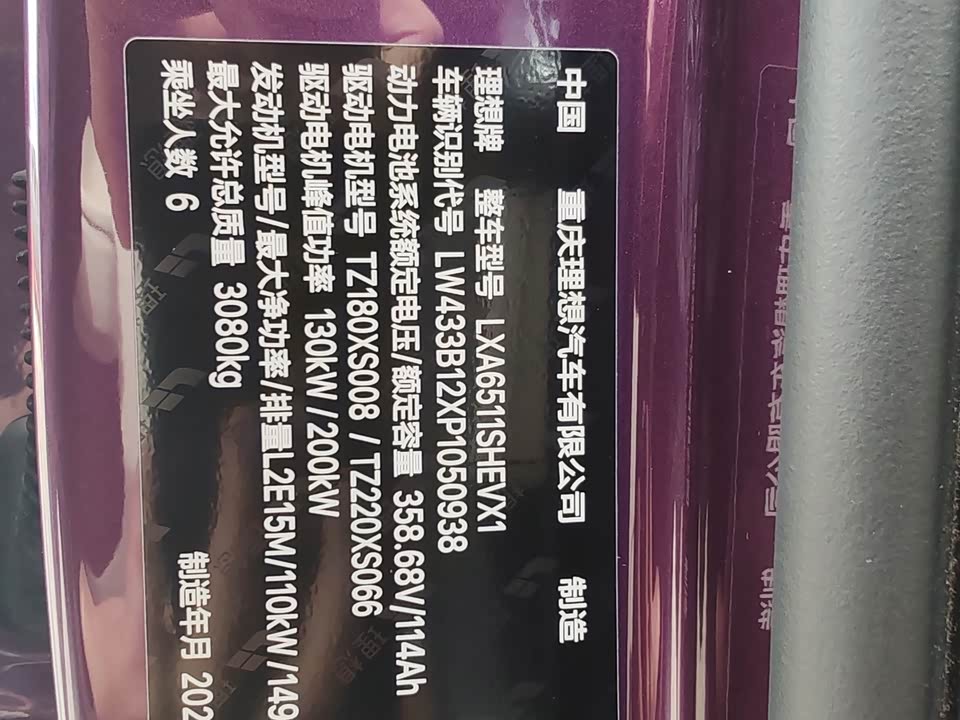 中国 重庆理想汽车有限公司 制造
理想牌 整车型号 LXA6511SHEVX1
车辆识别代号 LW433B12XP1050938
动力电池系统额定电压/额定容量 358.68V/114Ah
驱动电机型号 TZ180XS008 / TZ220XS066
驱动电机峰值功率 130kW /200kW
发动机型号/最大净功率/排量L2E15M/110kW/149
最大允许总质量 3080kg
乘坐人数 6 制造年月 202